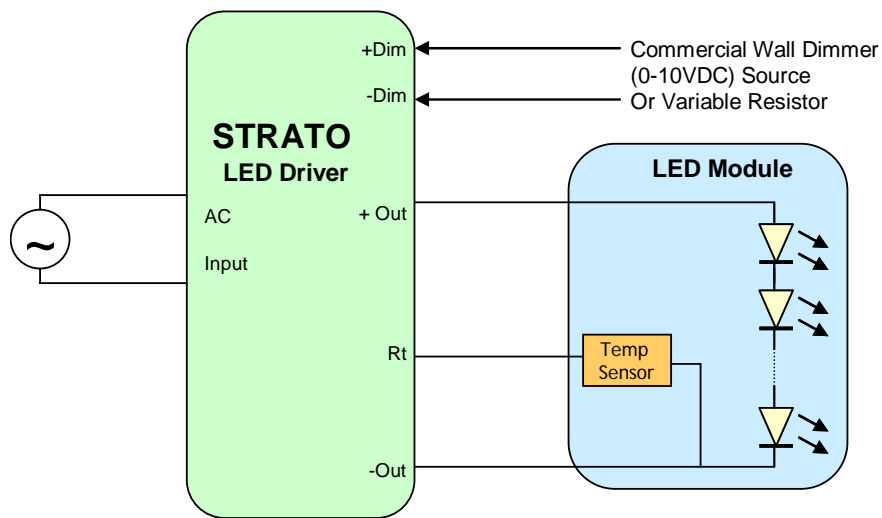 +Dim
-Dim
Commercial Wall Dimmer
(0-10VDC) Source
Or Variable Resistor
STRATO
LED Driver
LED Module
AC
Input
+ Out
~
Rt
Temp
Sensor
-Out